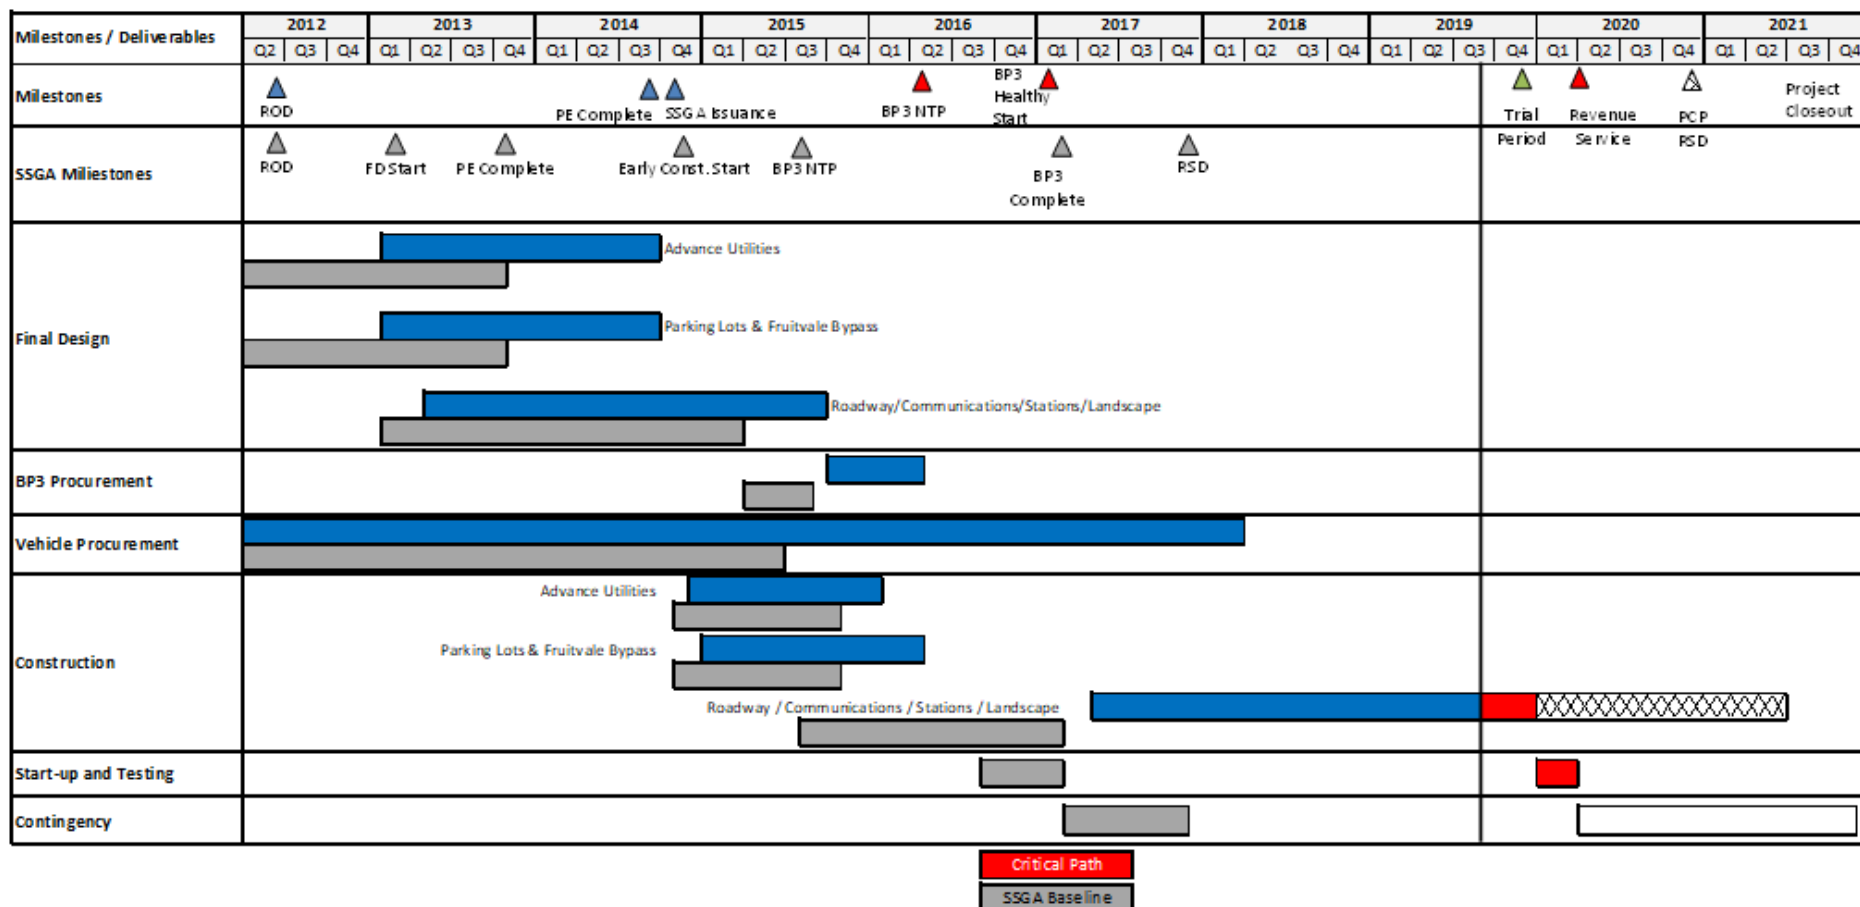 Milestones / Deliverables
2012 2013 2014 2015 2016 2017 2018 2019 2020 2021
Q2 Q3 Q4 Q1 Q2 Q3 Q4 Q1 Q2 Q3 Q4 Q1 Q2 Q3 Q4 Q1 Q2 Q3 Q4 Q1 Q2 Q3 Q4 Q1 Q2 Q3 Q4 Q1 Q2 Q3 Q4 Q1 Q2 Q3 Q4 Q1 Q2 Q3 Q4
Milestones
ROD
PE Complete
SSGA Issuance
BP3 NTP
BP3
Healthy
Start
Trial
Period
Revenue
Service
PCP
RSD
Project
Closeout
SSGA Miliestones
ROD
FD Start
PE Complete
Early Const. Start
BP3 NTP
BP3
Complete
RSD
Final Design
Advance Utilities
Parking Lots & Fruitvale Bypass
Roadway/Communications/Stations/Landscape
BP3 Procurement
Vehicle Procurement
Construction
Advance Utilities
Parking Lots & Fruitvale Bypass
Roadway / Communications / Stations / Landscape
Start-up and Testing
Contingency
Critical Path
SSGA Baseline